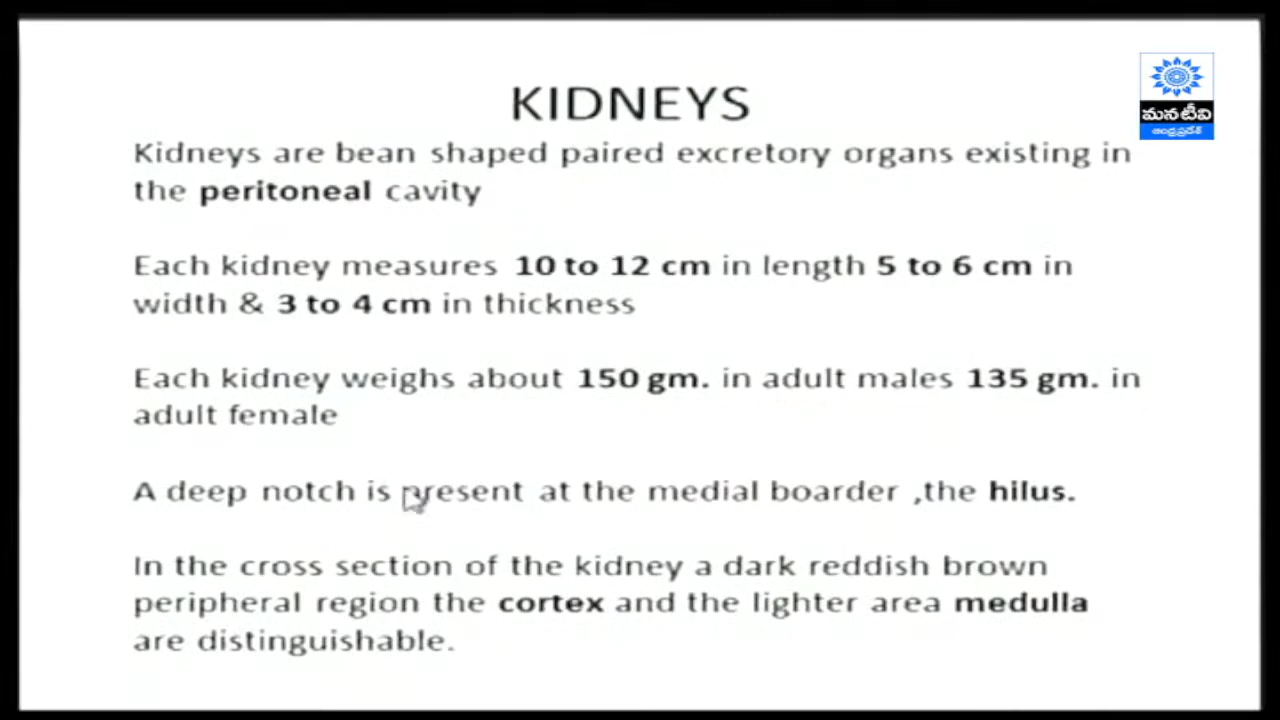 KIDNEYS
మనటీవి
ఆంధ్రప్రదేశ్
Kidneys are bean shaped paired excretory organs existing in
the peritoneal cavity
Each kidney measures 10 to 12 cm in length 5 to 6 cm in
width & 3 to 4 cm in thickness
Each kidney weighs about 150 gm. in adult males 135 gm. in
adult female
A deep notch is present at the medial boarder ,the hilus.
In the cross section of the kidney a dark reddish brown
peripheral region the cortex and the lighter area medulla
are distinguishable.